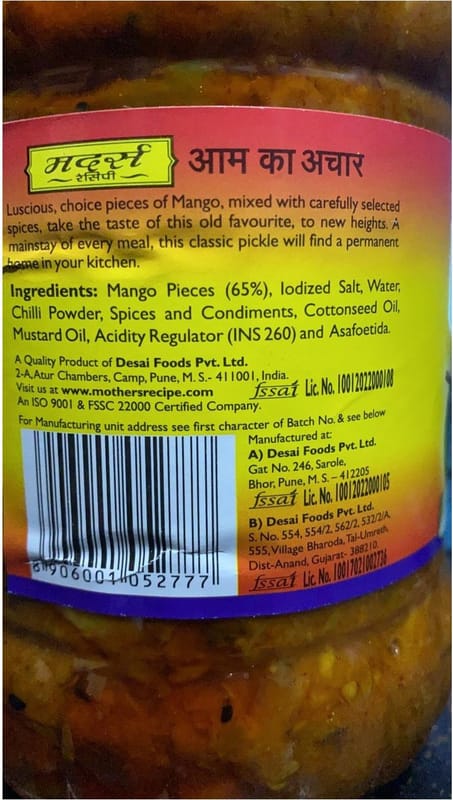 मदर्स
रेसिपी
आम का अचार
Luscious, choice pieces of Mango, mixed with carefully selected
spices, take the taste of this old favourite, to new heights. A
mainstay of every meal, this classic pickle will find a permanent
home in your kitchen.
Ingredients: Mango Pieces (65%), Iodized Salt, Water,
Chilli Powder, Spices and Condiments, Cottonseed Oil,
Mustard Oil, Acidity Regulator (INS 260) and Asafoetida.
A Quality Product of Desai Foods Pvt. Ltd.
2-A, Atur Chambers, Camp, Pune, M. S.- 411001, India.
Visit us at www.mothersrecipe.com
fssai Lic. No. 10012022000108
An ISO 9001 & FSSC 22000 Certified Company.
For Manufacturing unit address see first character of Batch No. & see below
Manufactured at:
A) Desai Foods Pvt. Ltd.
Gat No. 246, Sarole,
Bhor, Pune, M. S. – 412205
fssai Lic. No. 10012022000105
B) Desai Foods Pvt. Ltd.
S. No. 554, 554/2, 562/2, 532/2/A,
555, Village Bharoda, Tal-Umreth,
Dist-Anand, Gujarat- 388210.
fssai Lic. No. 10017021002736
8 906001 052777